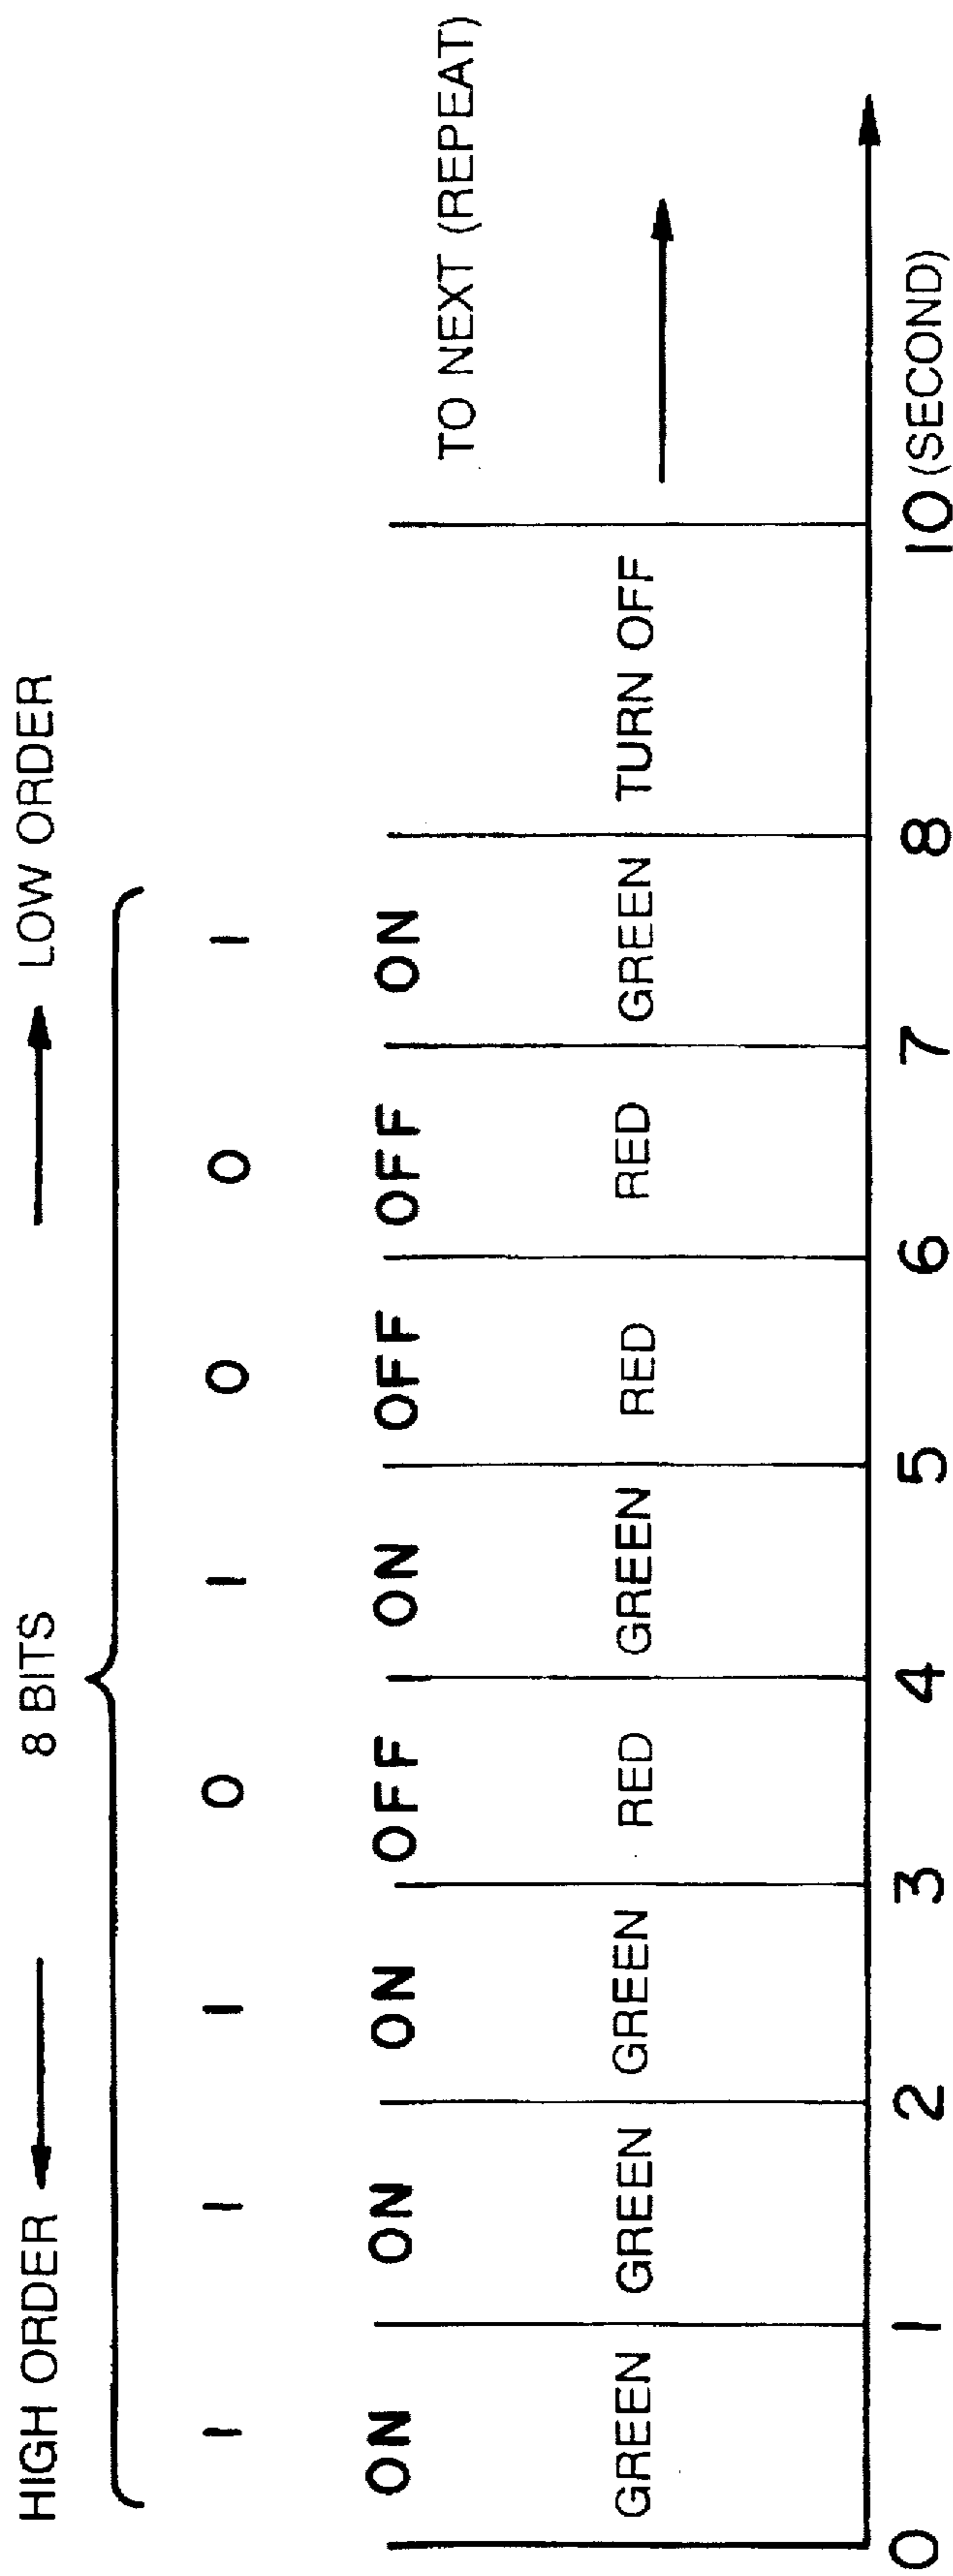 HIGH ORDER 8 BITS LOW ORDER
1 1 1 0 1 0 0 1
TO NEXT (REPEAT)
ON ON ON OFF ON OFF OFF ON
GREEN GREEN GREEN RED GREEN RED RED GREEN TURN OFF
0 1 2 3 4 5 6 7 8 10 (SECOND)